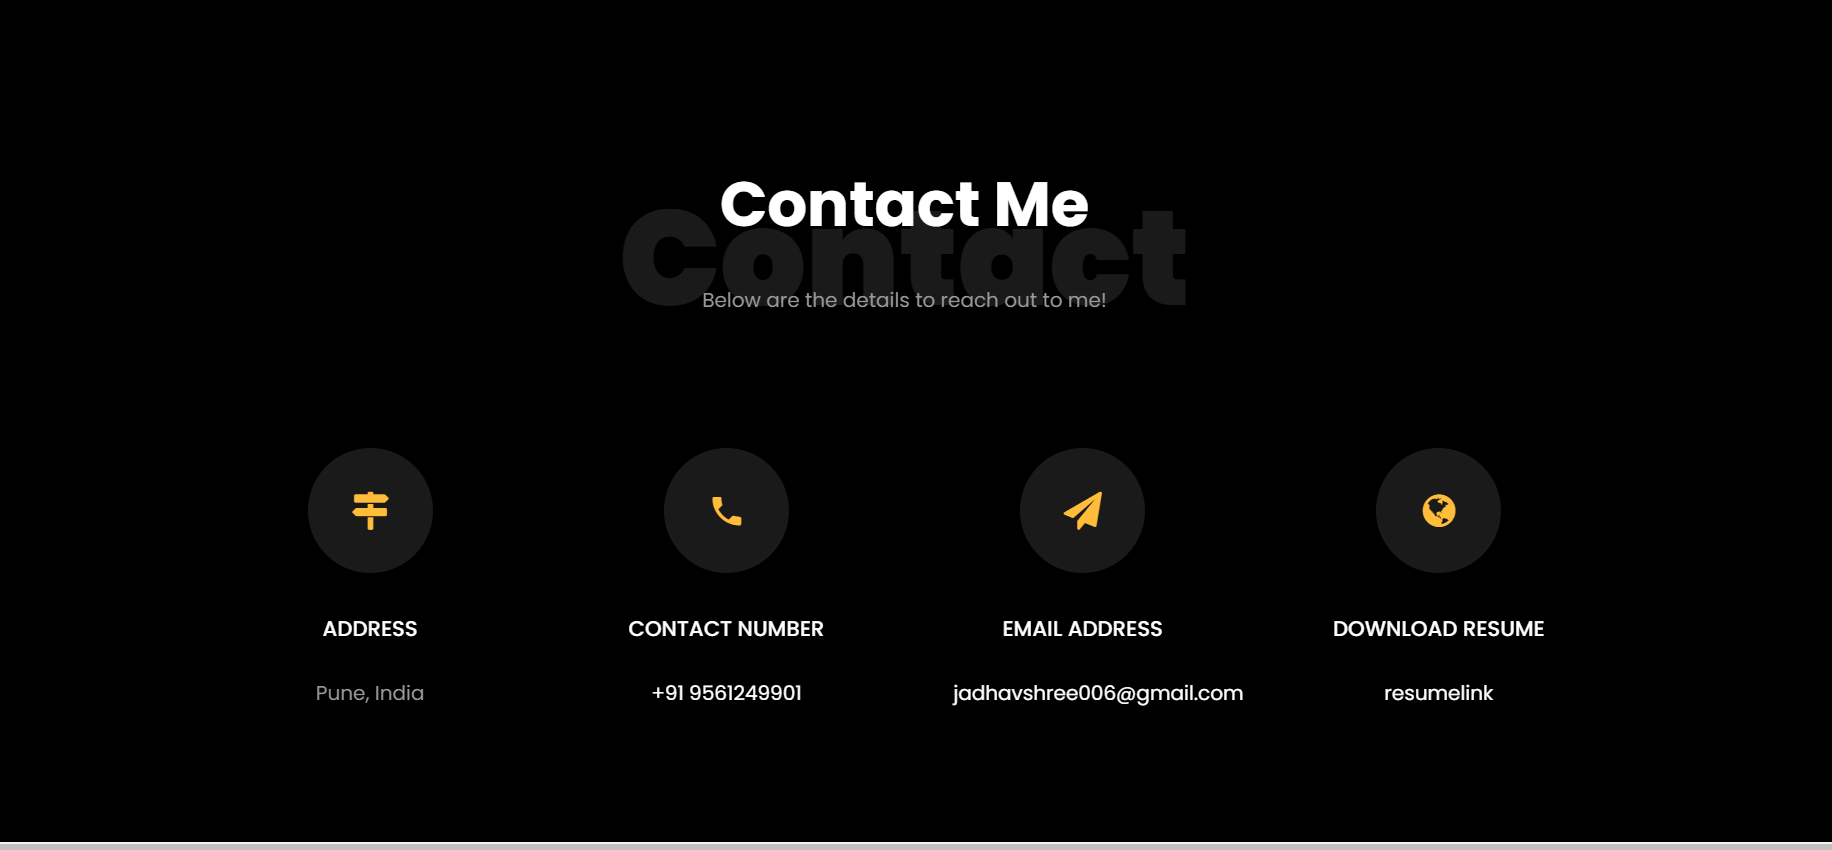 Contact Me
Contact
Below are the details to reach out to me!
ADDRESS
CONTACT NUMBER
EMAIL ADDRESS
DOWNLOAD RESUME
Pune, India
+91 9561249901
jadhavshree006@gmail.com
resumelink